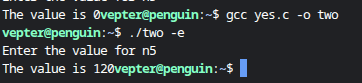 The value is 0vepter@penguin:~$ gcc yes.c -o two
vepter@penguin:~$ ./two -e
Enter the value for n5
The value is 120vepter@penguin:~$